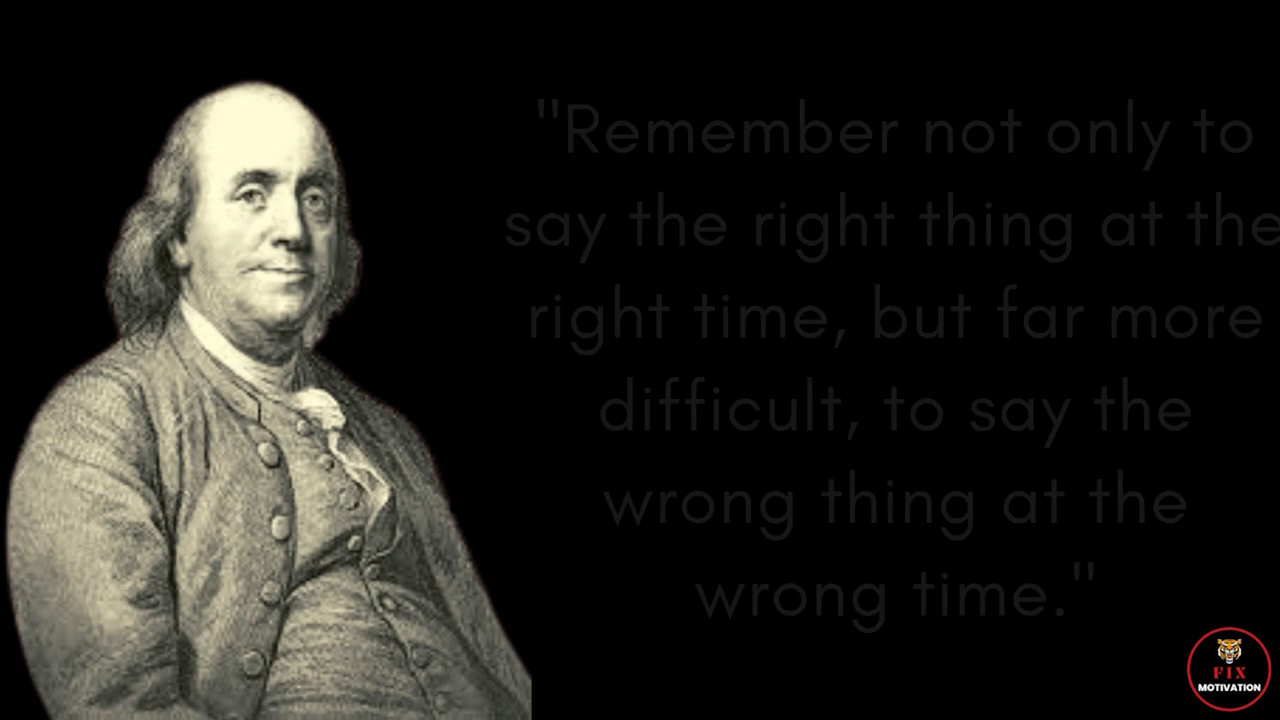 "Remember not only to
say the right thing at the
right time, but far more
difficult, to say the
wrong thing at the
wrong time."
FIX
MOTIVATION